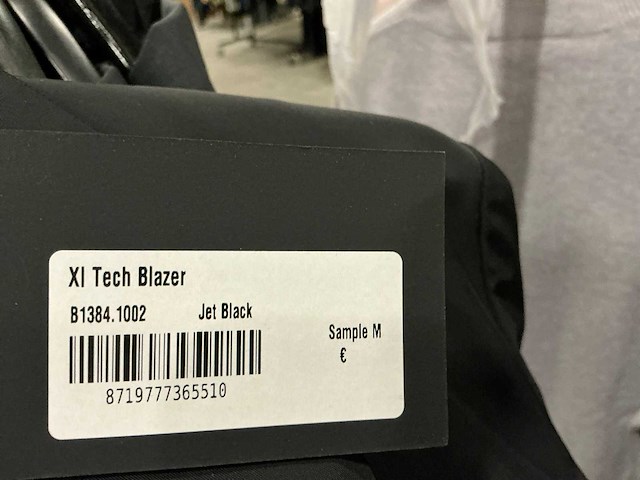 XI Tech Blazer
B1384.1002 Jet Black
Sample M
€
8719777365510